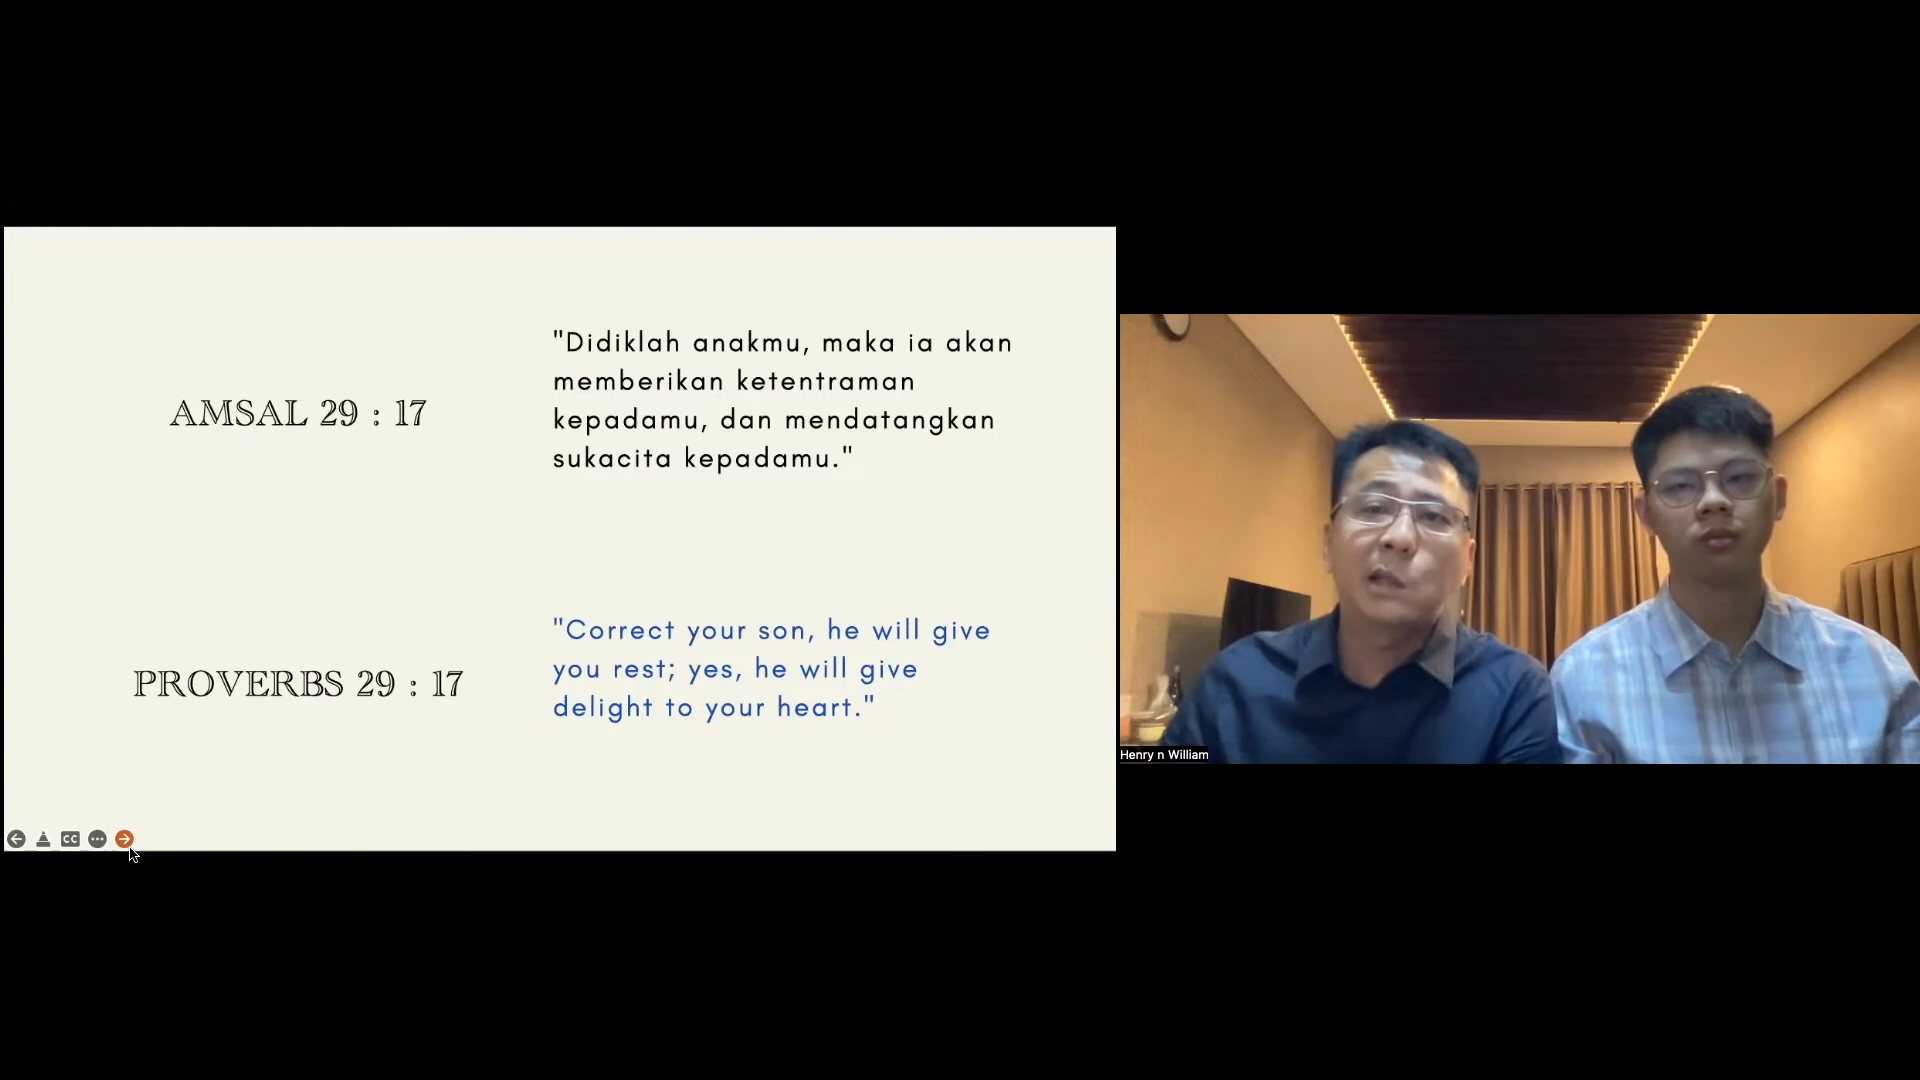 AMSAL 29 : 17
"Didiklah anakmu, maka ia akan
memberikan ketentraman
kepadamu, dan mendatangkan
sukacita kepadamu."
PROVERBS 29 : 17
"Correct your son, he will give
you rest; yes, he will give
delight to your heart."
CC
Henry n William